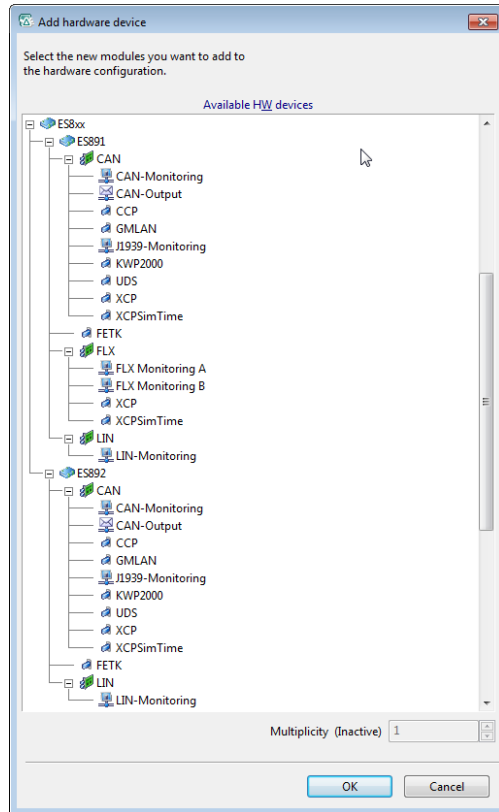 Add hardware device
Select the new modules you want to add to
the hardware configuration.
Available HW devices
ES8xx
ES891
CAN
CAN-Monitoring
CAN-Output
CCP
GMLAN
J1939-Monitoring
KWP2000
UDS
XCP
XCPSimTime
FETK
FLX
FLX Monitoring A
FLX Monitoring B
XCP
XCPSimTime
LIN
LIN-Monitoring
ES892
CAN
CAN-Monitoring
CAN-Output
CCP
GMLAN
J1939-Monitoring
KWP2000
UDS
XCP
XCPSimTime
FETK
LIN
LIN-Monitoring
Multiplicity (Inactive) 1
OK Cancel